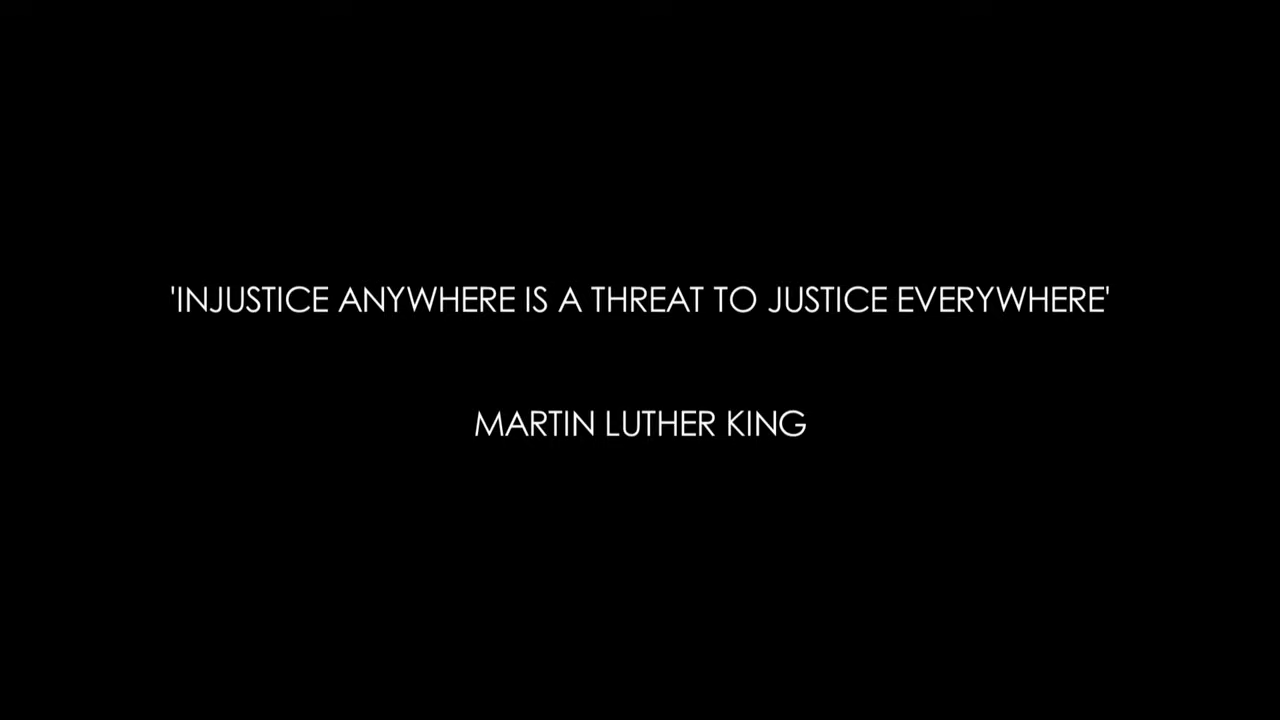 'INJUSTICE ANYWHERE IS A THREAT TO JUSTICE EVERYWHERE'
MARTIN LUTHER KING